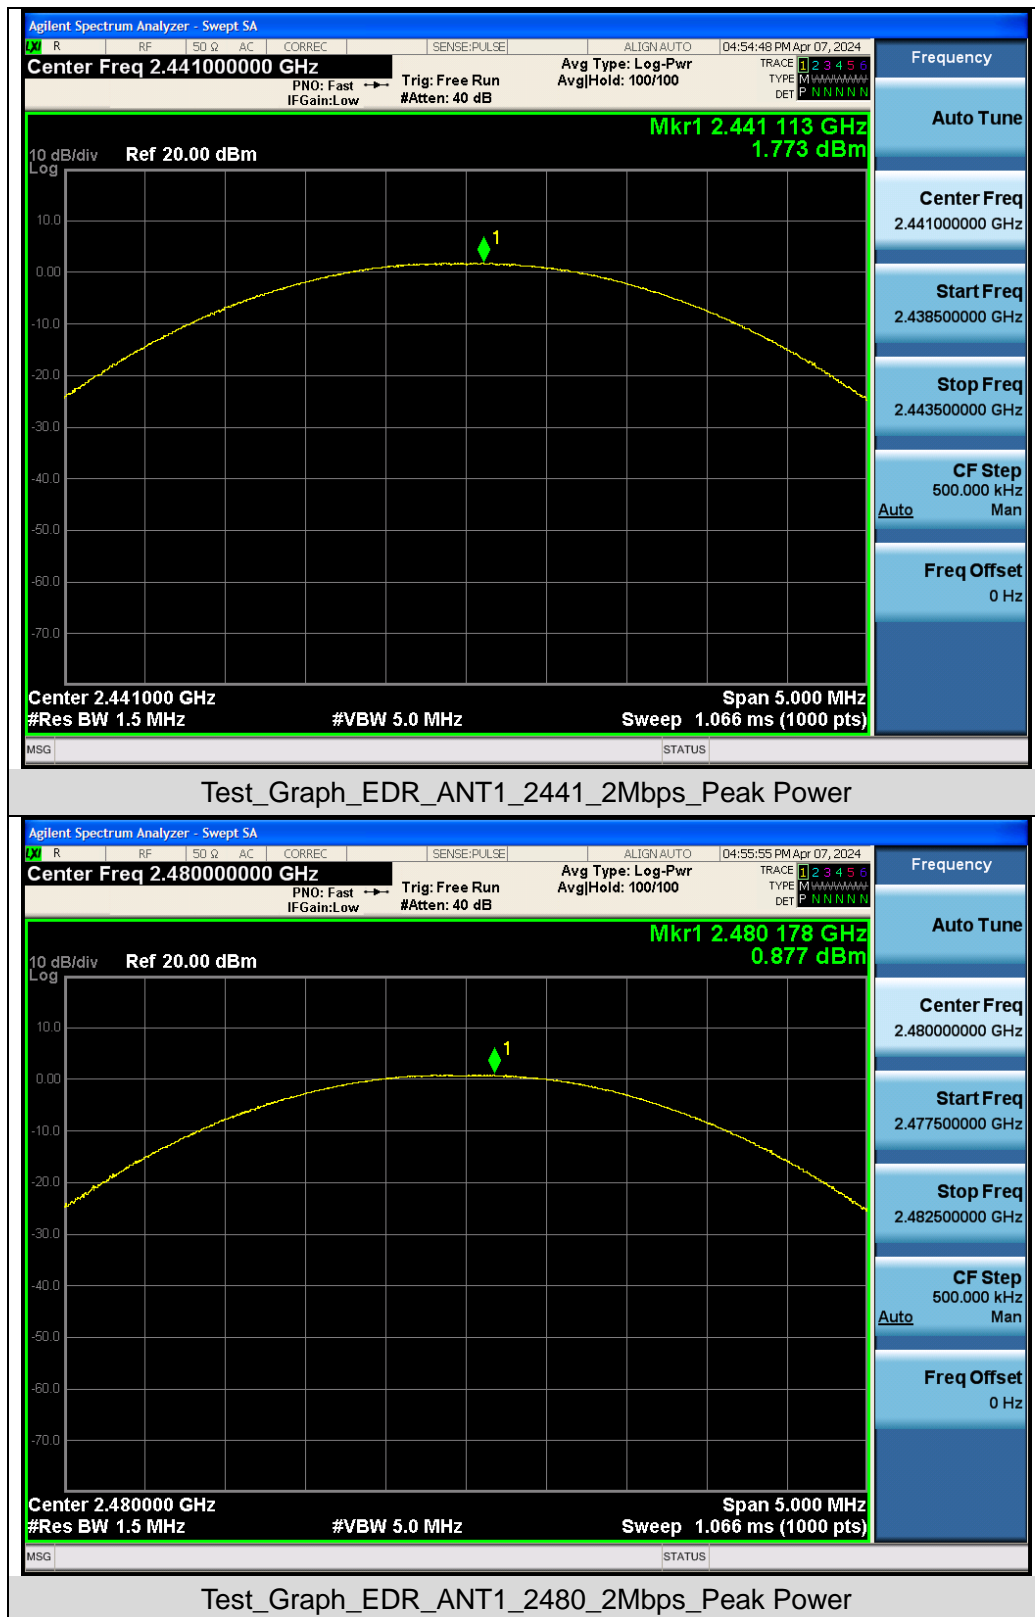 Agilent Spectrum Analyzer - Swept SA
LXI R RF 50 Ω AC CORREC SENSE:PULSE ALIGN AUTO 04:54:48 PM Apr 07, 2024
Center Freq 2.441000000 GHz
PNO: Fast
IFGain:Low
Trig: Free Run
#Atten: 40 dB
Avg Type: Log-Pwr
Avg|Hold: 100/100
TRACE 1 2 3 4 5 6
TYPE M WWWWW
DET P N N N N N
Mkr1 2.441 113 GHz
1.773 dBm
10 dB/div Ref 20.00 dBm
Log
1
10.0
0.00
-10.0
-20.0
-30.0
-40.0
-50.0
-60.0
-70.0
Center 2.441000 GHz Span 5.000 MHz
#Res BW 1.5 MHz #VBW 5.0 MHz Sweep 1.066 ms (1000 pts)
MSG STATUS
Frequency
Auto Tune
Center Freq
2.441000000 GHz
Start Freq
2.438500000 GHz
Stop Freq
2.443500000 GHz
CF Step
500.000 kHz
Auto Man
Freq Offset
0 Hz
Test_Graph_EDR_ANT1_2441_2Mbps_Peak Power
Agilent Spectrum Analyzer - Swept SA
LXI R RF 50 Ω AC CORREC SENSE:PULSE ALIGN AUTO 04:55:55 PM Apr 07, 2024
Center Freq 2.480000000 GHz
PNO: Fast
IFGain:Low
Trig: Free Run
#Atten: 40 dB
Avg Type: Log-Pwr
Avg|Hold: 100/100
TRACE 1 2 3 4 5 6
TYPE M WWWWW
DET P N N N N N
Mkr1 2.480 178 GHz
0.877 dBm
10 dB/div Ref 20.00 dBm
Log
1
10.0
0.00
-10.0
-20.0
-30.0
-40.0
-50.0
-60.0
-70.0
Center 2.480000 GHz Span 5.000 MHz
#Res BW 1.5 MHz #VBW 5.0 MHz Sweep 1.066 ms (1000 pts)
MSG STATUS
Frequency
Auto Tune
Center Freq
2.480000000 GHz
Start Freq
2.477500000 GHz
Stop Freq
2.482500000 GHz
CF Step
500.000 kHz
Auto Man
Freq Offset
0 Hz
Test_Graph_EDR_ANT1_2480_2Mbps_Peak Power